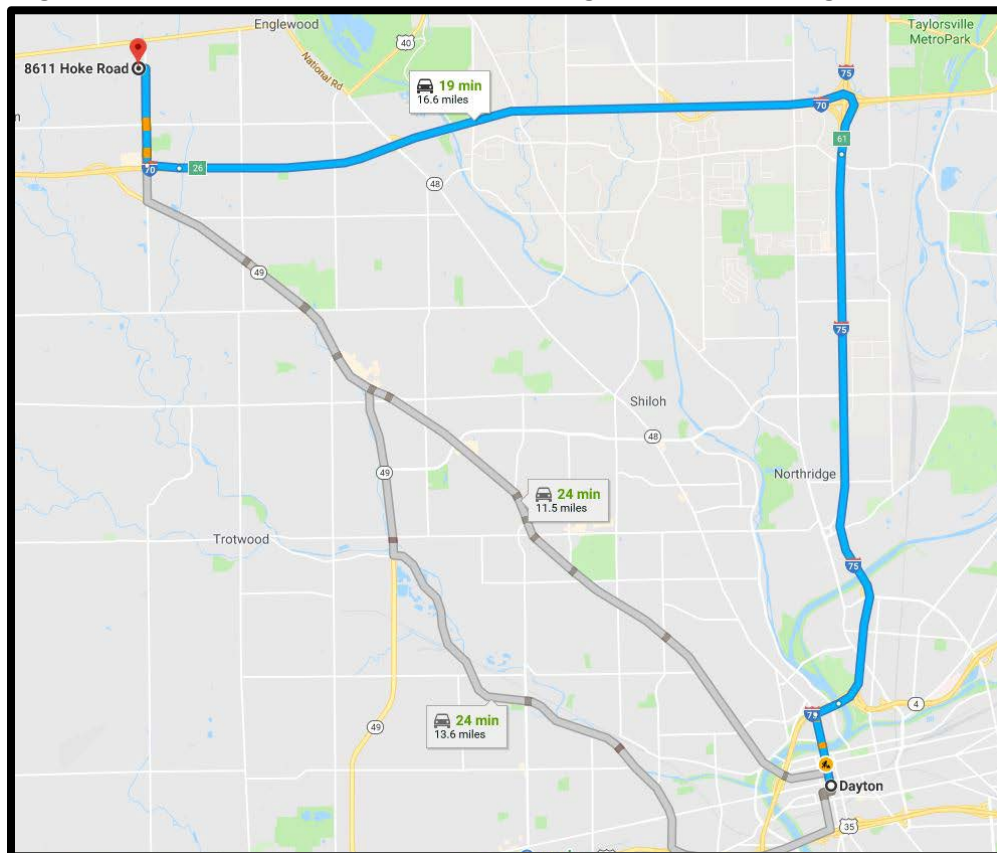 Englewood
Taylorsville
MetroPark
40
National Rd
8611 Hoke Road
75
19 min
16.6 miles
70
61
26
70
48
49
75
Shiloh
48
Northridge
49
24 min
11.5 miles
Trotwood
75
24 min
13.6 miles
49
4
75
Dayton
35